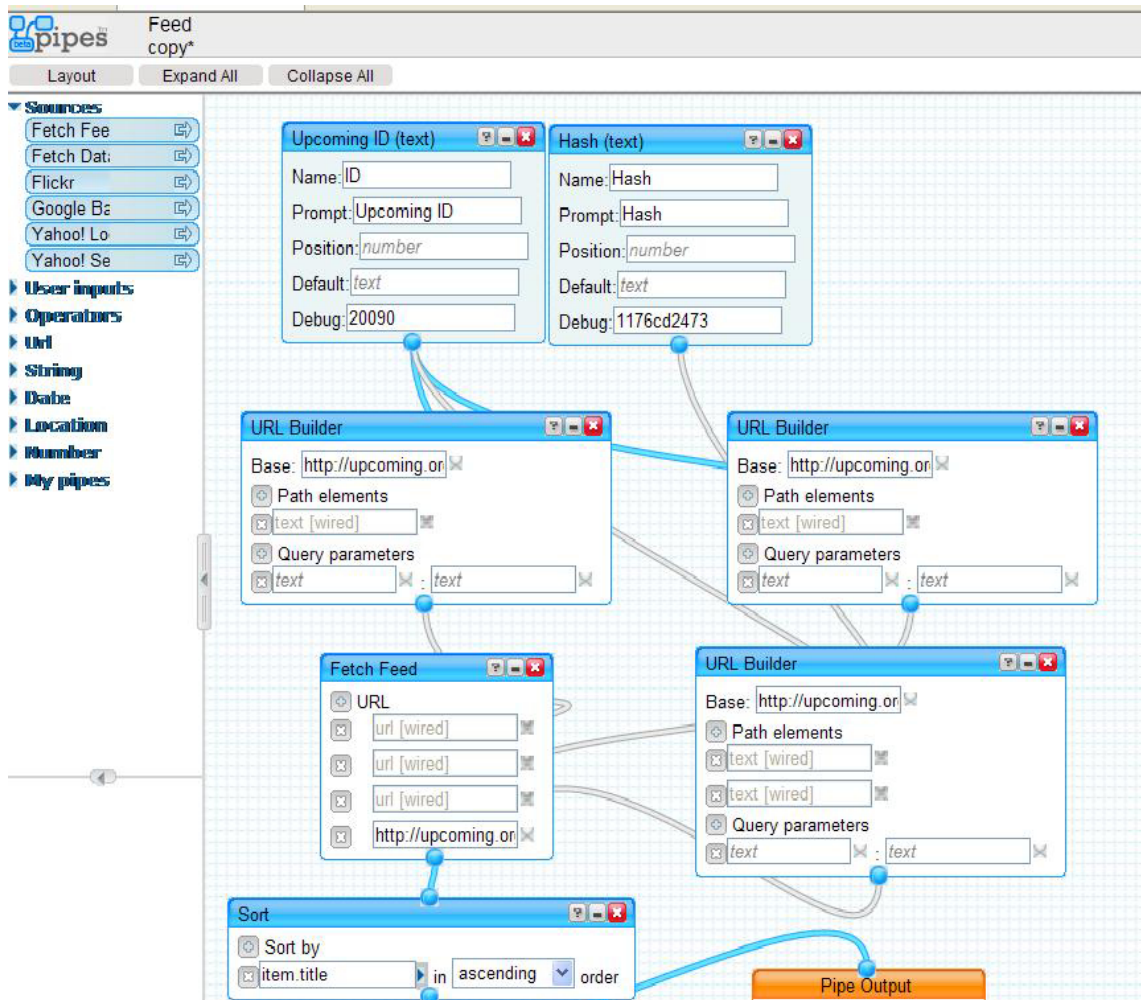 pipes
beta
Feed
copy*
Layout Expand All Collapse All
Sources
Fetch Fee
Fetch Data
Flickr
Google Ba
Yahoo! Lo
Yahoo! Se
User inputs
Operators
Url
String
Date
Location
Number
My pipes
Upcoming ID (text)
Name: ID
Prompt: Upcoming ID
Position: number
Default: text
Debug: 20090
Hash (text)
Name: Hash
Prompt: Hash
Position: number
Default: text
Debug: 1176cd2473
URL Builder
Base: http://upcoming.or
Path elements
text [wired]
Query parameters
text : text
URL Builder
Base: http://upcoming.or
Path elements
text [wired]
Query parameters
text : text
Fetch Feed
URL
url [wired]
url [wired]
url [wired]
http://upcoming.or
URL Builder
Base: http://upcoming.or
Path elements
text [wired]
text [wired]
Query parameters
text : text
Sort
Sort by
item.title in ascending order
Pipe Output